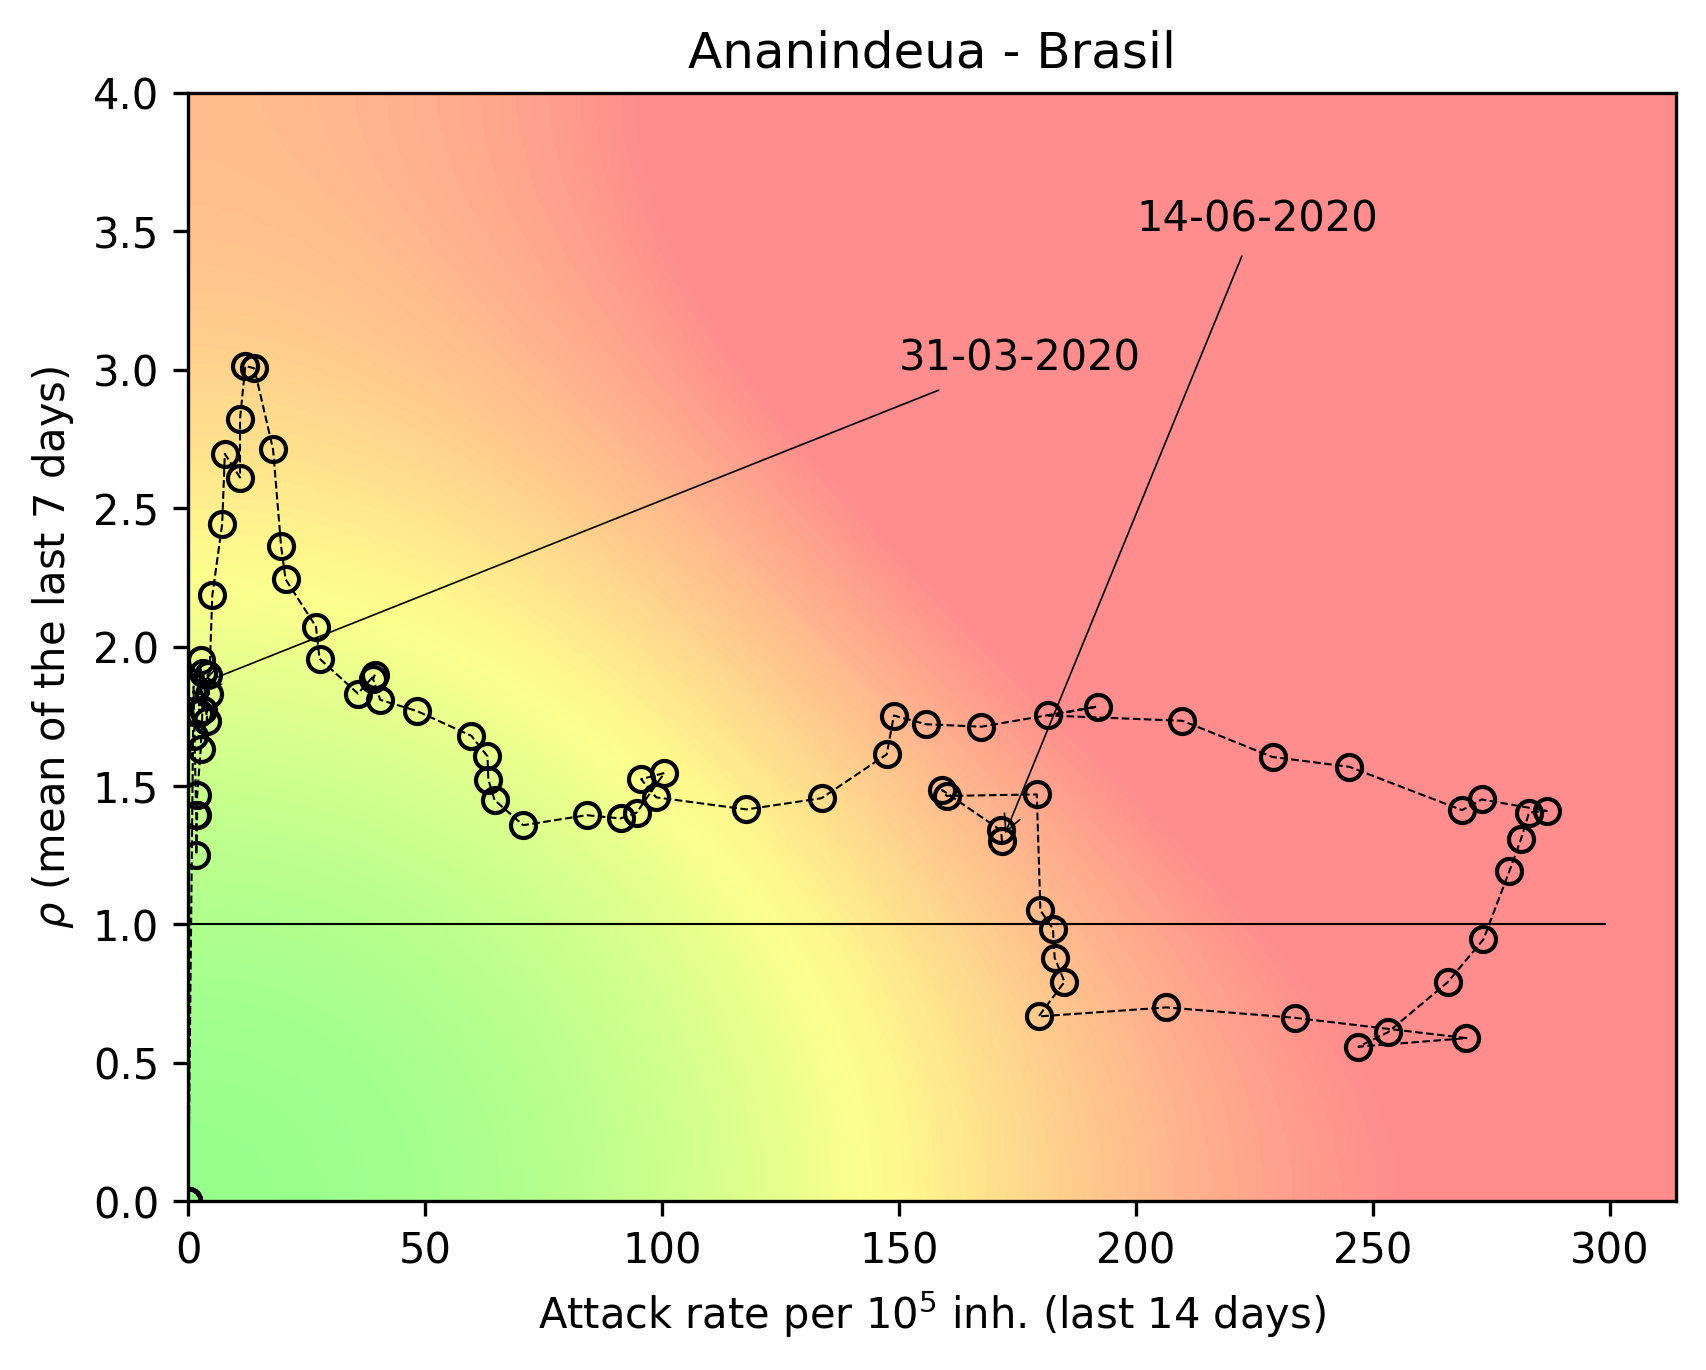 Ananindeua - Brasil
4.0
3.5
3.0
2.5
2.0
1.5
1.0
0.5
0.0
ρ (mean of the last 7 days)
14-06-2020
31-03-2020
0 50 100 150 200 250 300
Attack rate per 10⁵ inh. (last 14 days)